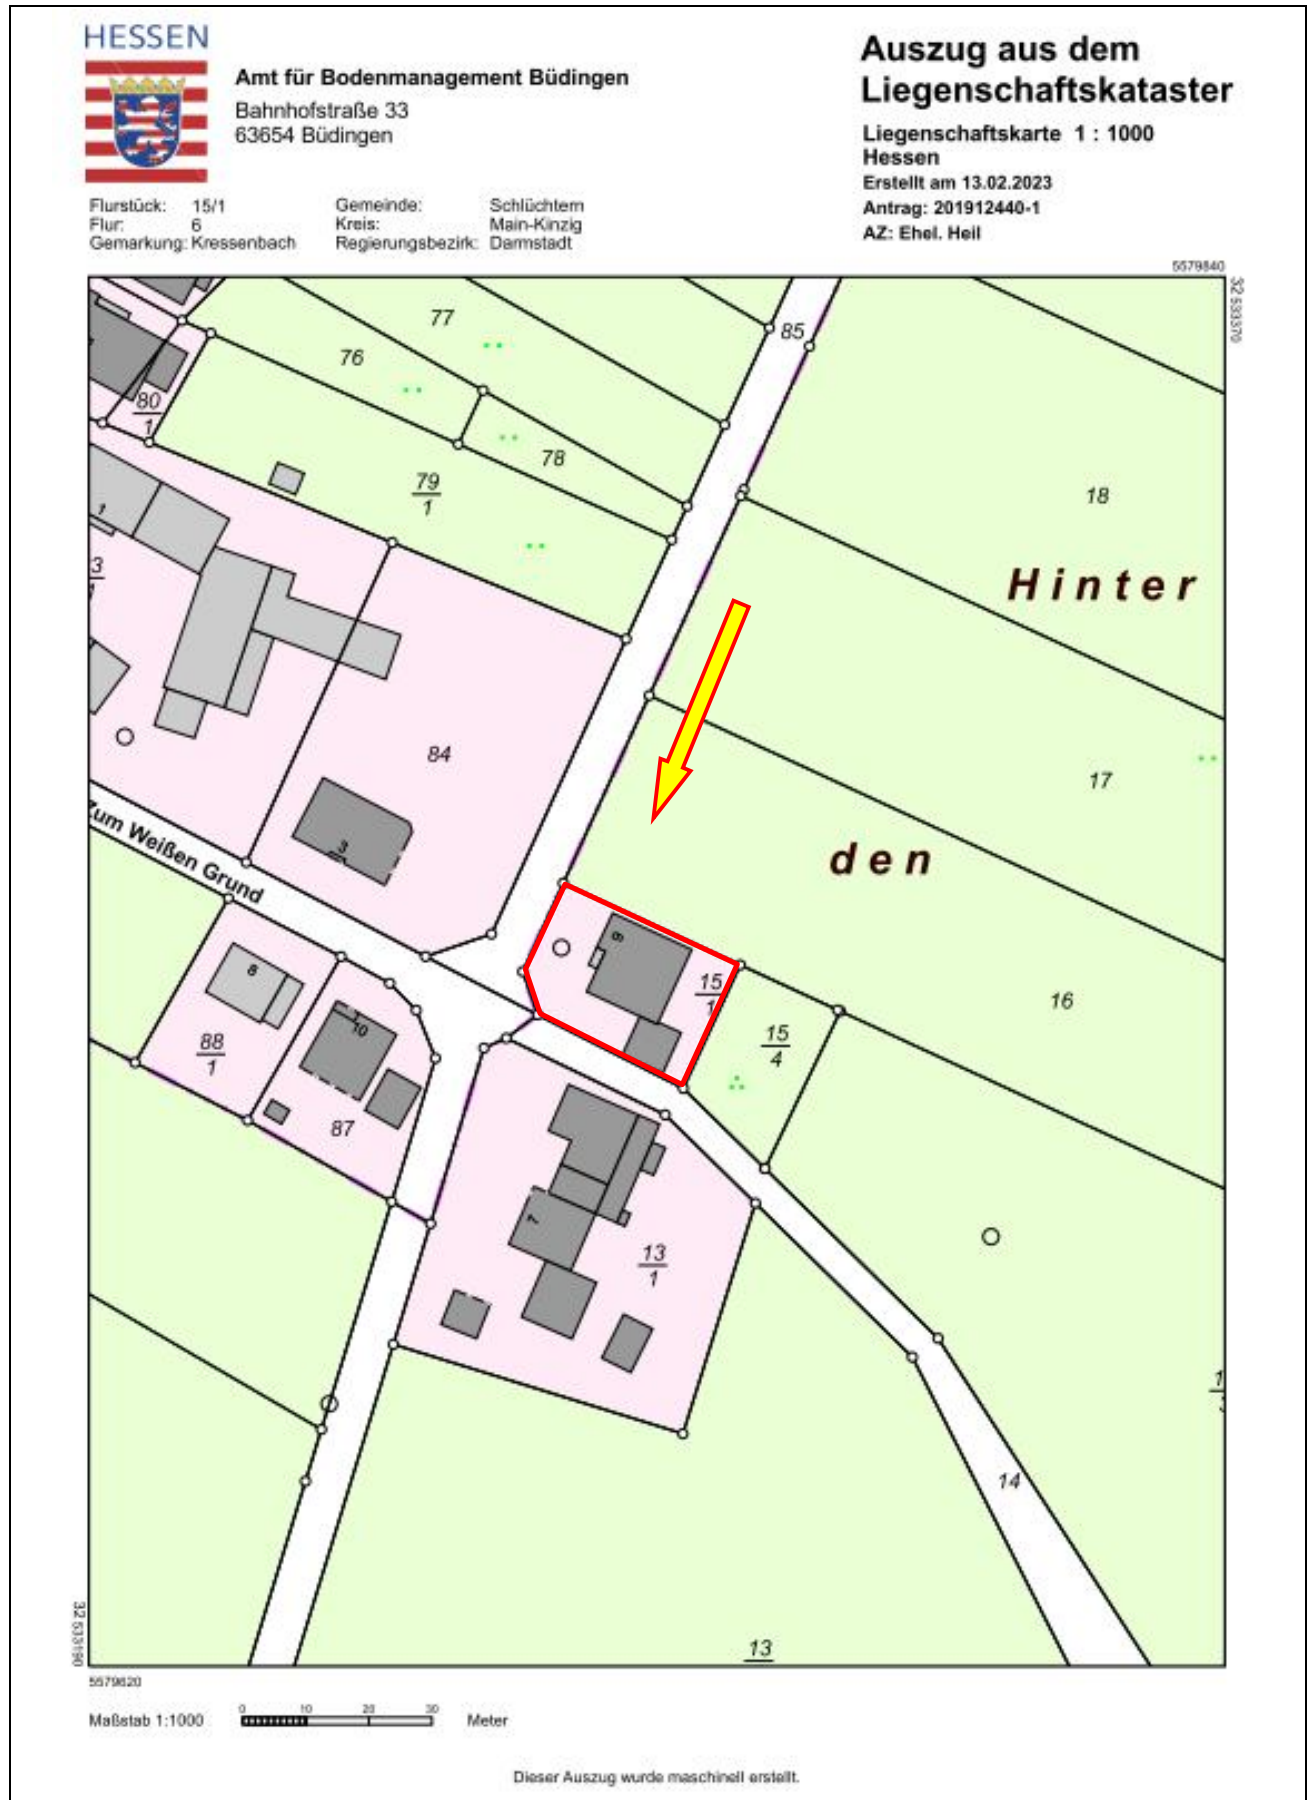 HESSEN
Amt für Bodenmanagement Büdingen
Bahnhofstraße 33
63654 Büdingen
Auszug aus dem
Liegenschaftskataster
Liegenschaftskarte 1 : 1000
Hessen
Erstellt am 13.02.2023
Antrag: 201912440-1
AZ: Ehel. Heil
Flurstück: 15/1 Gemeinde: Schlüchtern
Flur: 6 Kreis: Main-Kinzig
Gemarkung: Kressenbach Regierungsbezirk: Darmstadt
5579840
32 533370
77
85
76
80
1
78
79
1
18
1
3
Hinter
84
17
3
Zum Weißen Grund
den
9
15
1
16
8
10
15
4
88
1
87
7
13
1
14
13
32 533190
5579620
Maßstab 1:1000 0 10 20 30 Meter
Dieser Auszug wurde maschinell erstellt.